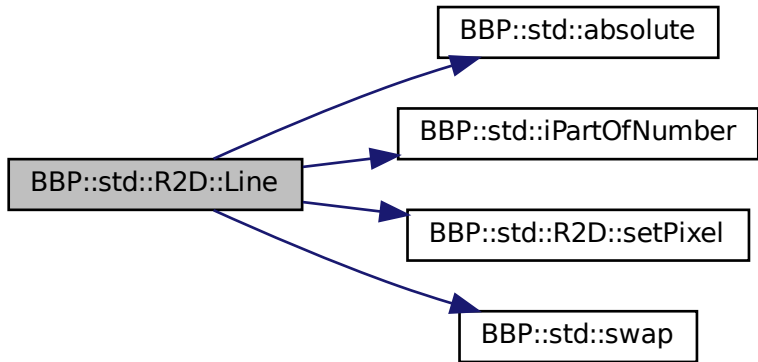 BBP::std::absolute
BBP::std::iPartOfNumber
BBP::std::R2D::Line
BBP::std::R2D::setPixel
BBP::std::swap